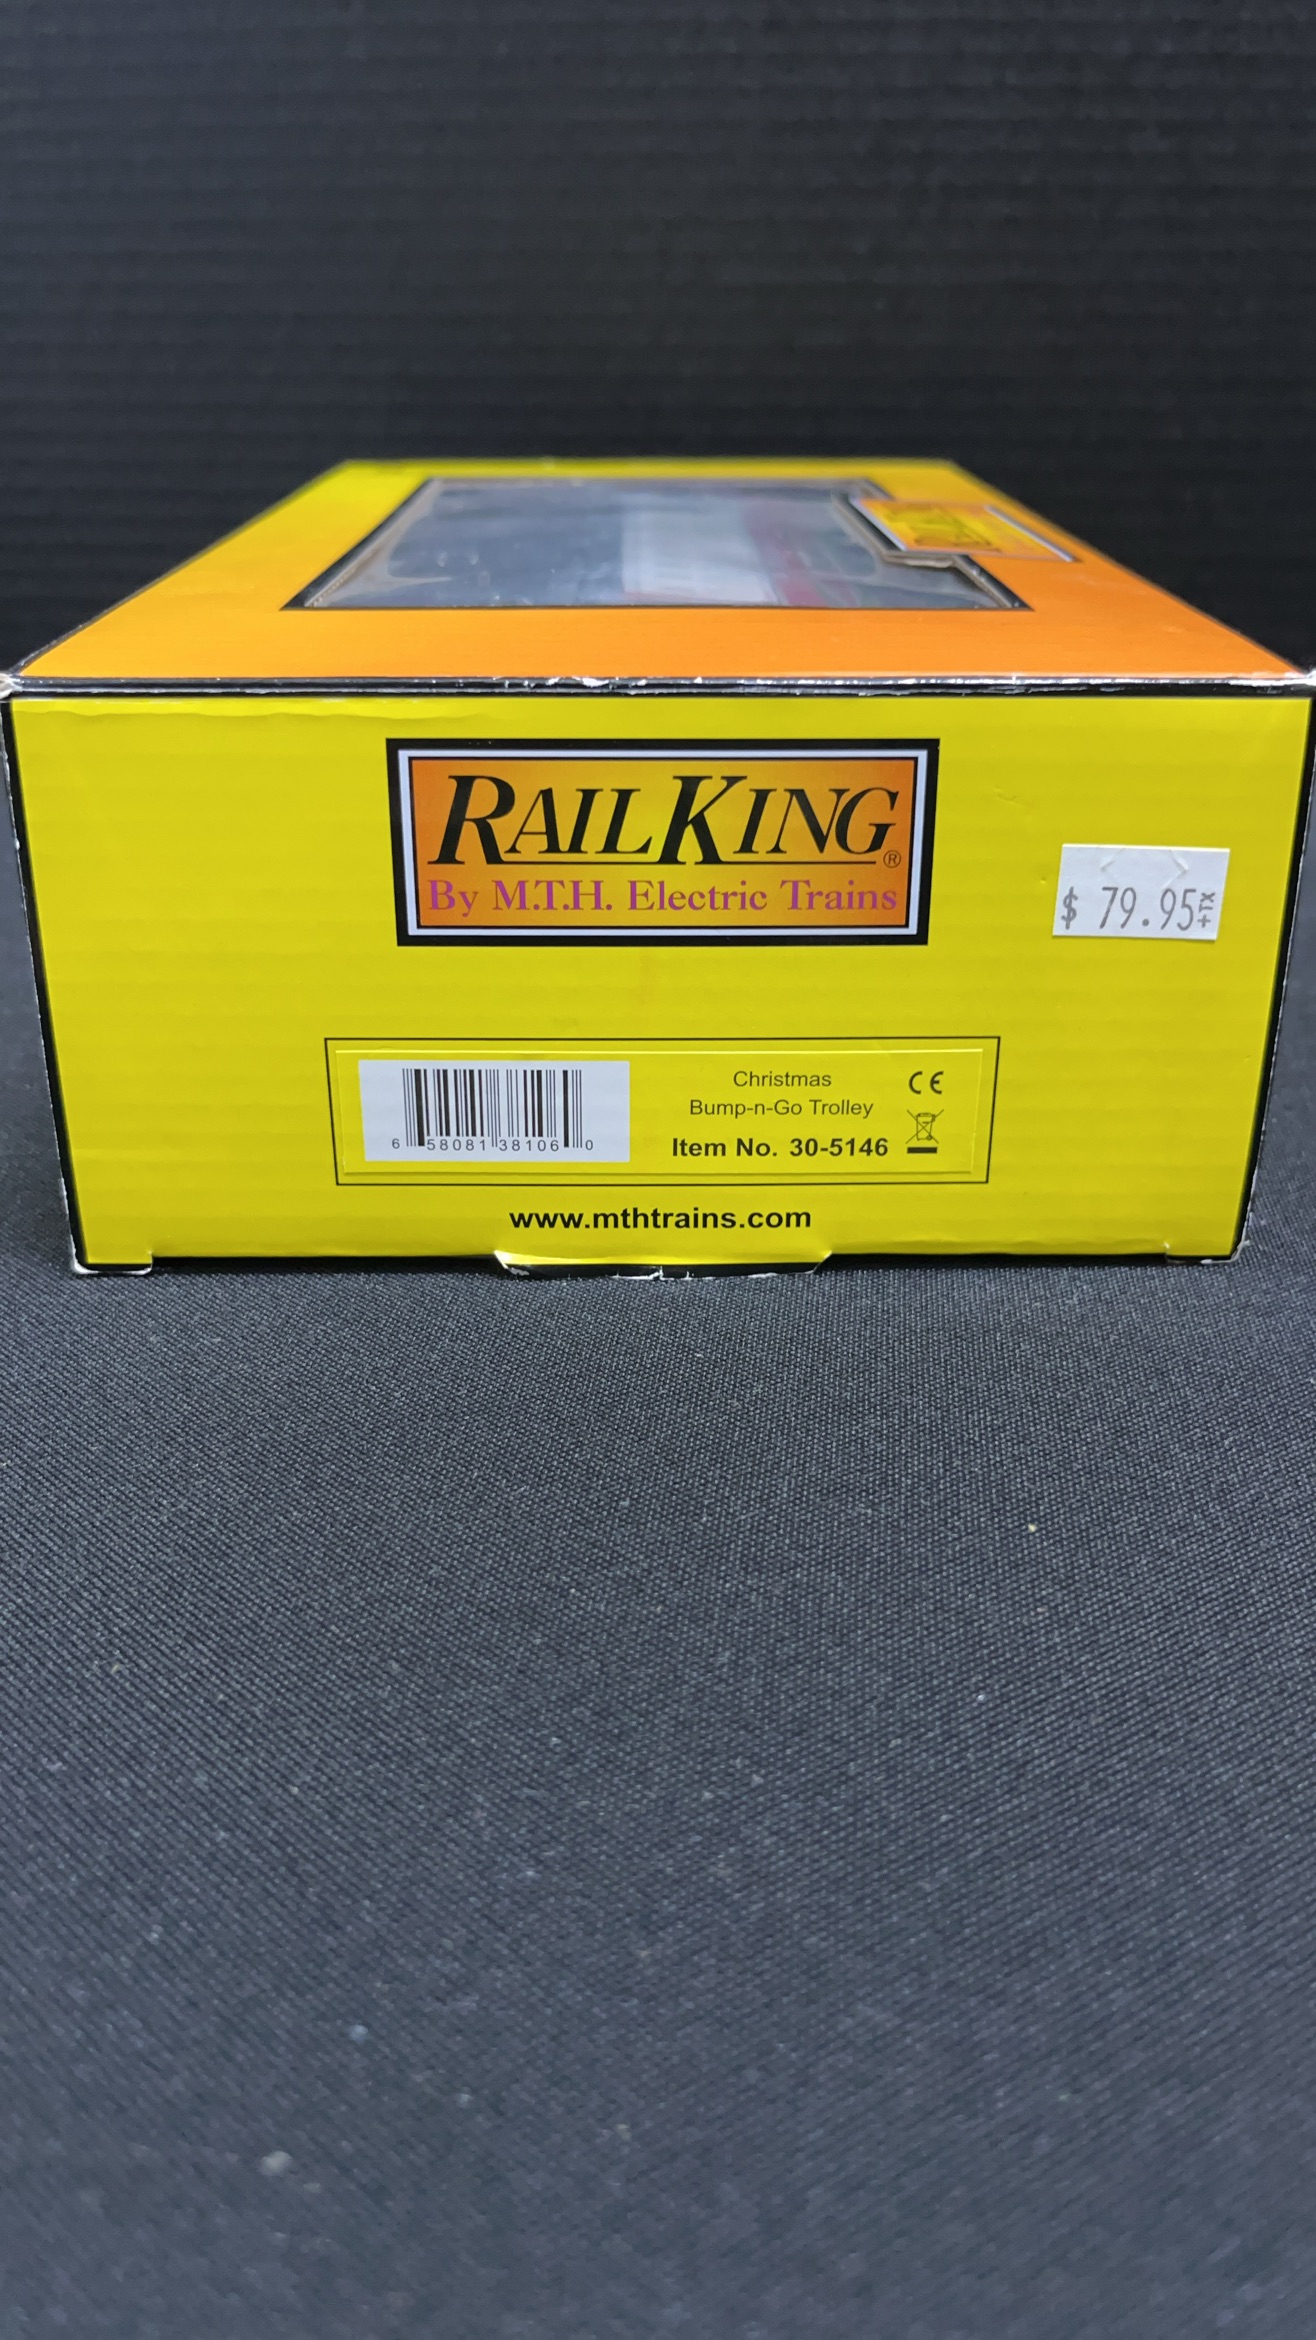 RAILKING®
By M.T.H. Electric Trains
$ 79.95+TX
6 58081 38106 0
Christmas
Bump-n-Go Trolley
CE
Item No. 30-5146
www.mthtrains.com